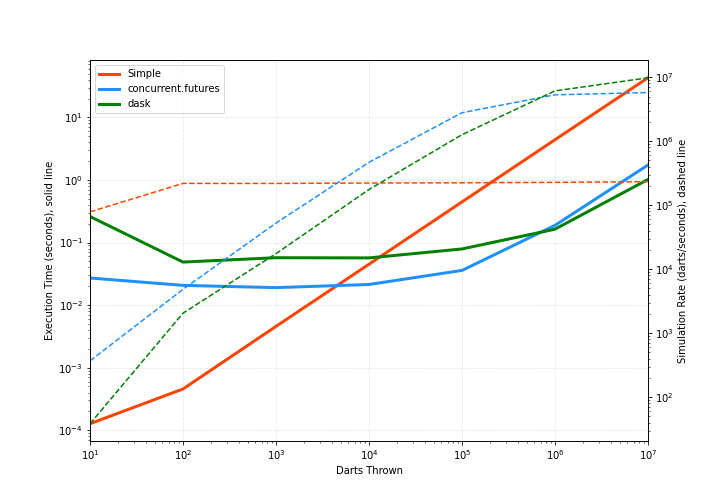 Simple
concurrent.futures
dask
10¹
10⁰
10⁻¹
10⁻²
10⁻³
10⁻⁴
Execution Time (seconds), solid line
10⁷
10⁶
10⁵
10⁴
10³
10²
Simulation Rate (darts/seconds), dashed line
10¹ 10² 10³ 10⁴ 10⁵ 10⁶ 10⁷
Darts Thrown